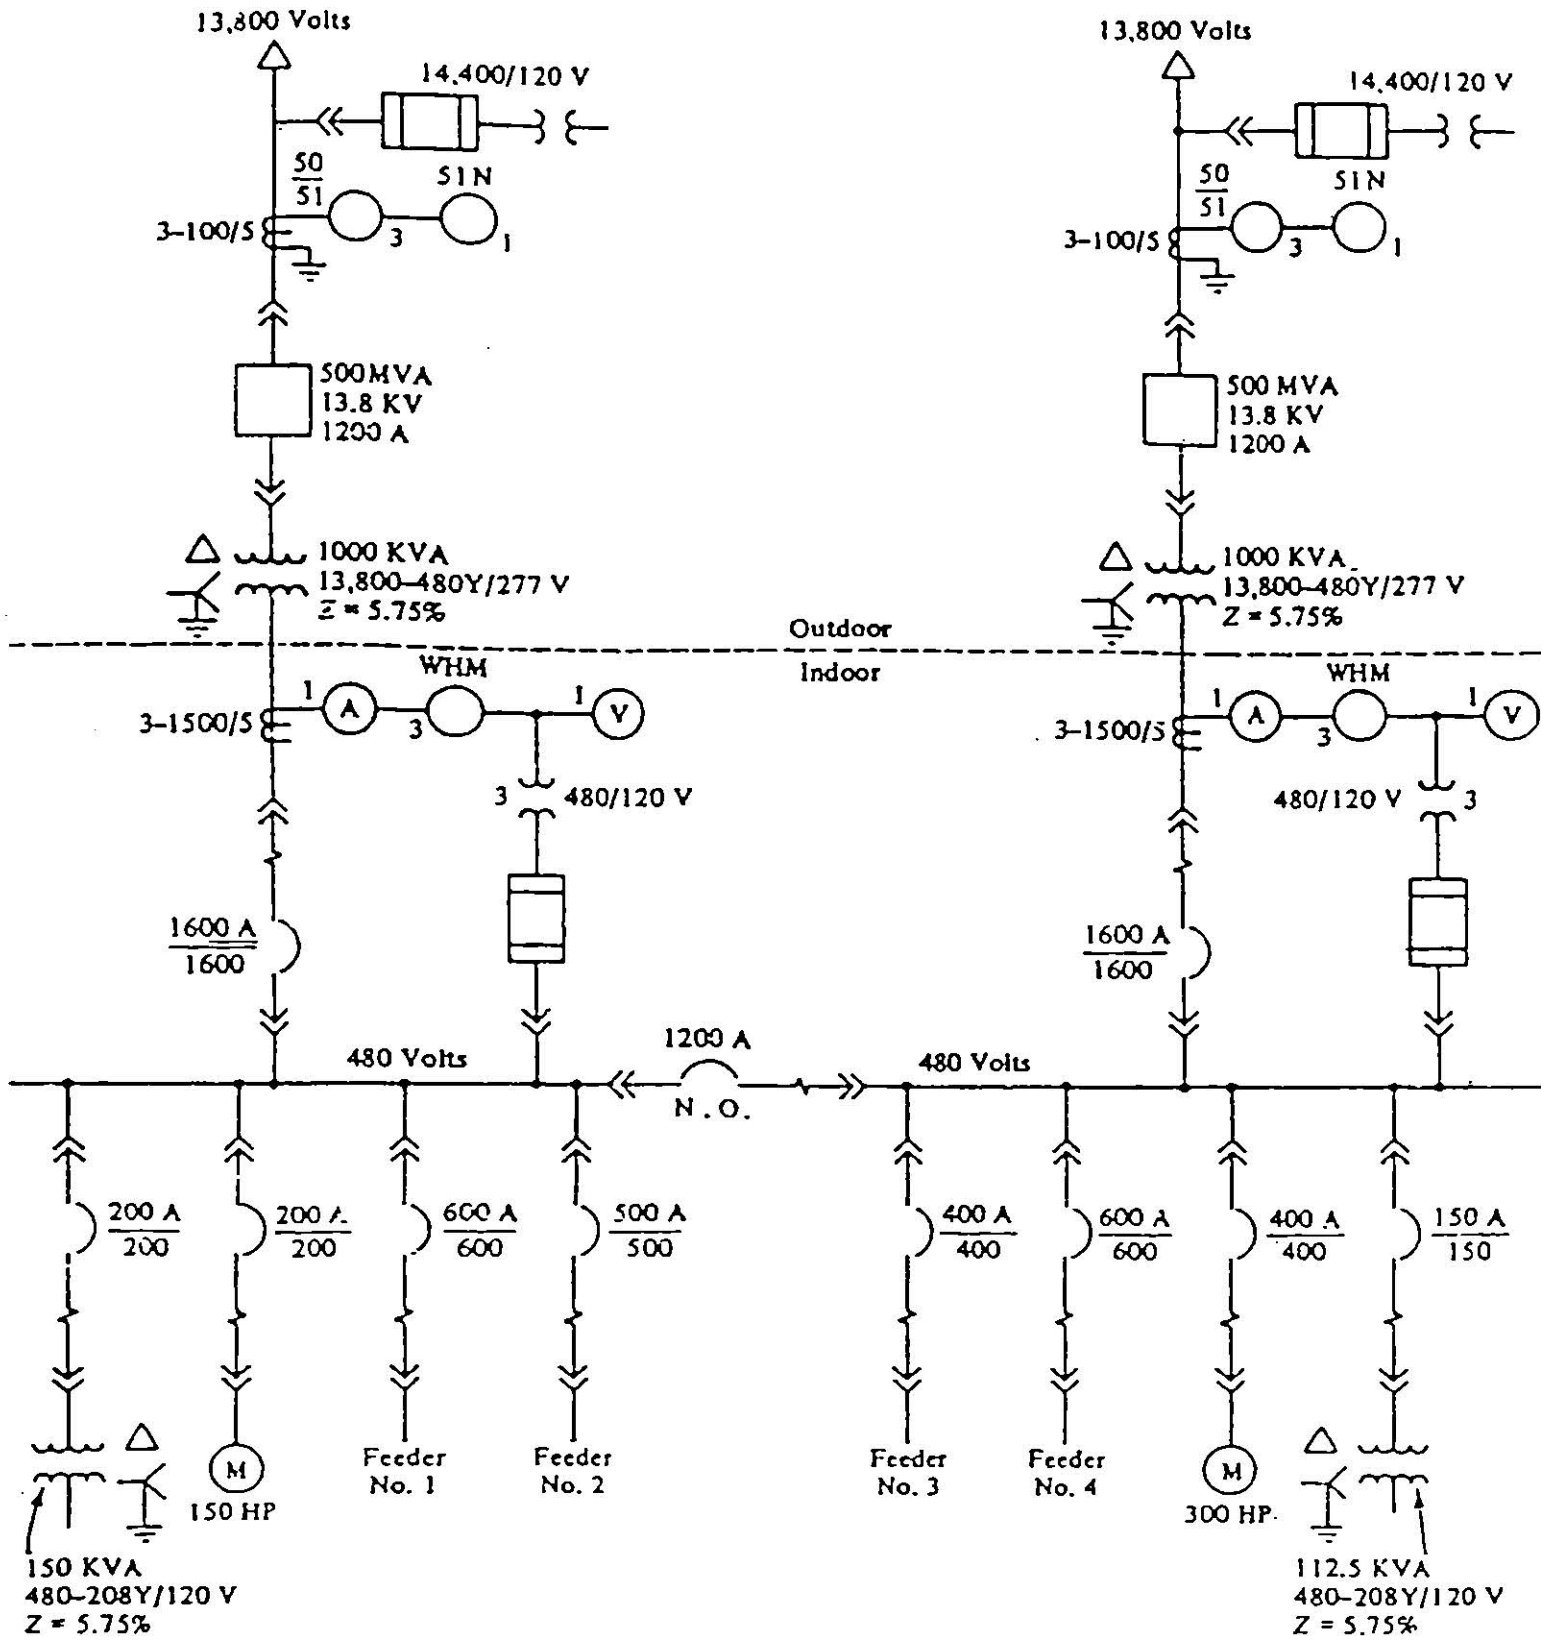 13,800 Volts
13,800 Volts
14,400/120 V
14,400/120 V
50
51
51N
3-100/5
3
1
50
51
51N
3-100/5
3
1
500MVA
13.8 KV
1200 A
500 MVA
13.8 KV
1200 A
1000 KVA
13,800-480Y/277 V
Z = 5.75%
1000 KVA
13,800-480Y/277 V
Z = 5.75%
Outdoor
Indoor
WHM
1
A
3
1
V
3-1500/5
WHM
1
A
3
1
V
3-1500/5
3
480/120 V
480/120 V
3
1600 A
1600
1600 A
1600
480 Volts
1200 A
N.O.
480 Volts
200 A
200
200 A
200
600 A
600
500 A
500
400 A
400
600 A
600
400 A
400
150 A
150
M
150 HP
Feeder
No. 1
Feeder
No. 2
Feeder
No. 3
Feeder
No. 4
M
300 HP
150 KVA
480-208Y/120 V
Z = 5.75%
112.5 KVA
480-208Y/120 V
Z = 5.75%